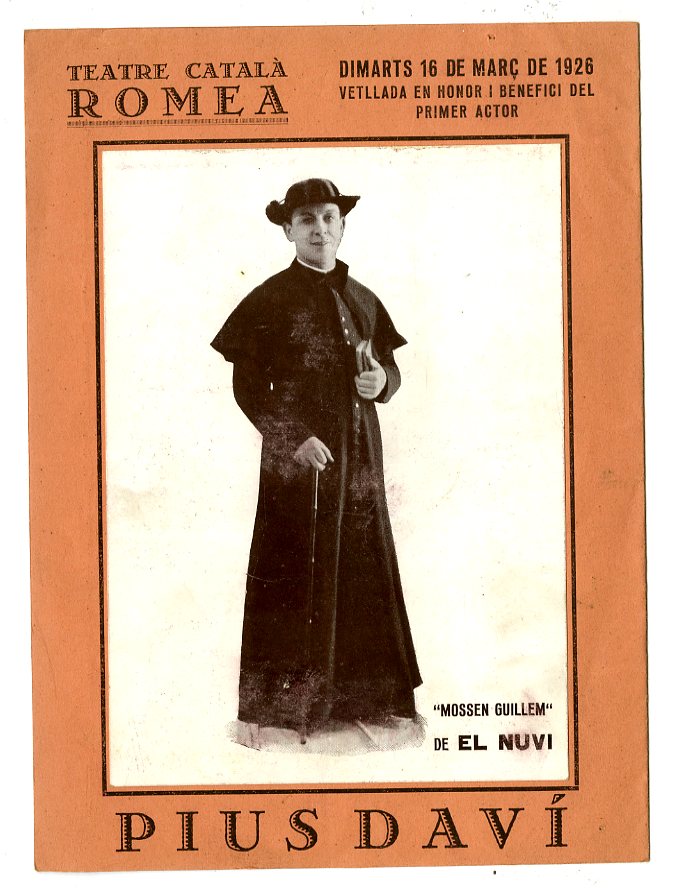 TEATRE CATALÀ
ROMEA
DIMARTS 16 DE MARÇ DE 1926
VETLLADA EN HONOR I BENEFICI DEL
PRIMER ACTOR
"MOSSEN GUILLEM"
DE EL NUVI
PIUS DAVÍ